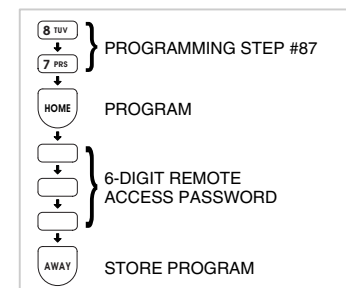 8 TUV
7 PRS
PROGRAMMING STEP #87
HOME
PROGRAM
6-DIGIT REMOTE
ACCESS PASSWORD
AWAY
STORE PROGRAM